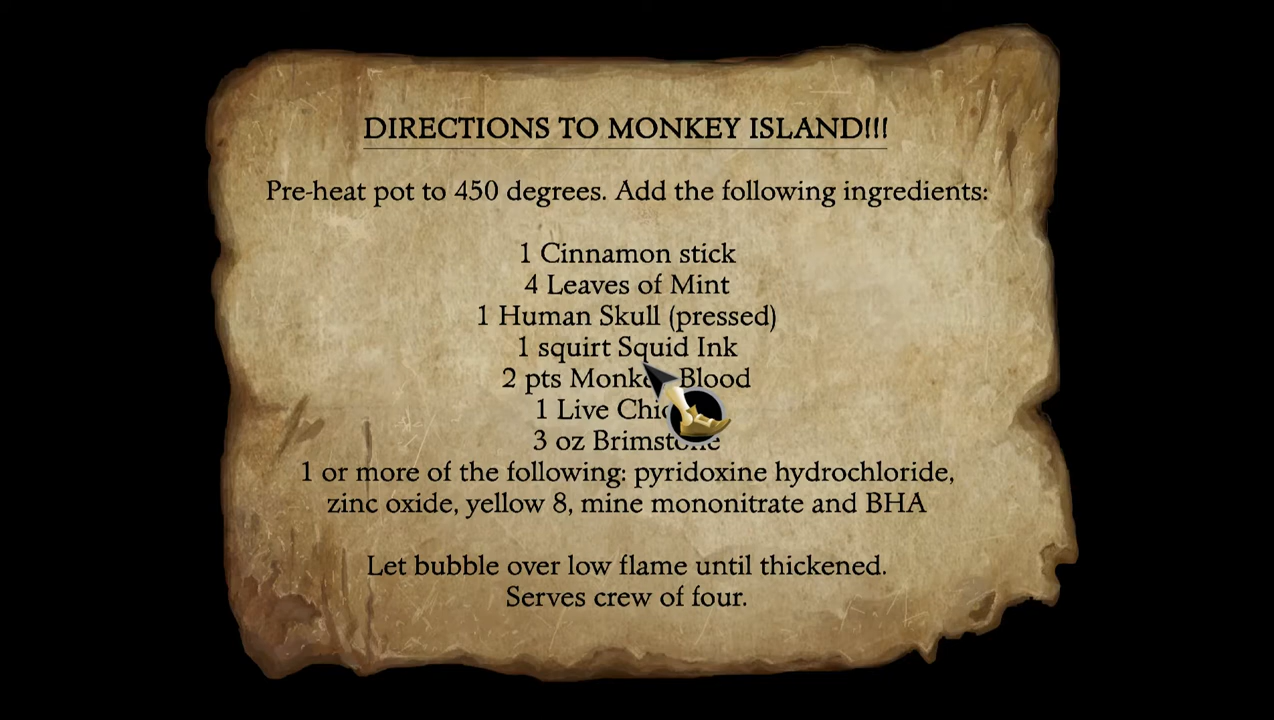 DIRECTIONS TO MONKEY ISLAND!!!
Pre-heat pot to 450 degrees. Add the following ingredients:
1 Cinnamon stick
4 Leaves of Mint
1 Human Skull (pressed)
1 squirt Squid Ink
2 pts Blood
1 Live
3 oz Brimstone
1 or more of the following: pyridoxine hydrochloride,
zinc oxide, yellow 8, mine mononitrate and BHA
Let bubble over low flame until thickened.
Serves crew of four.